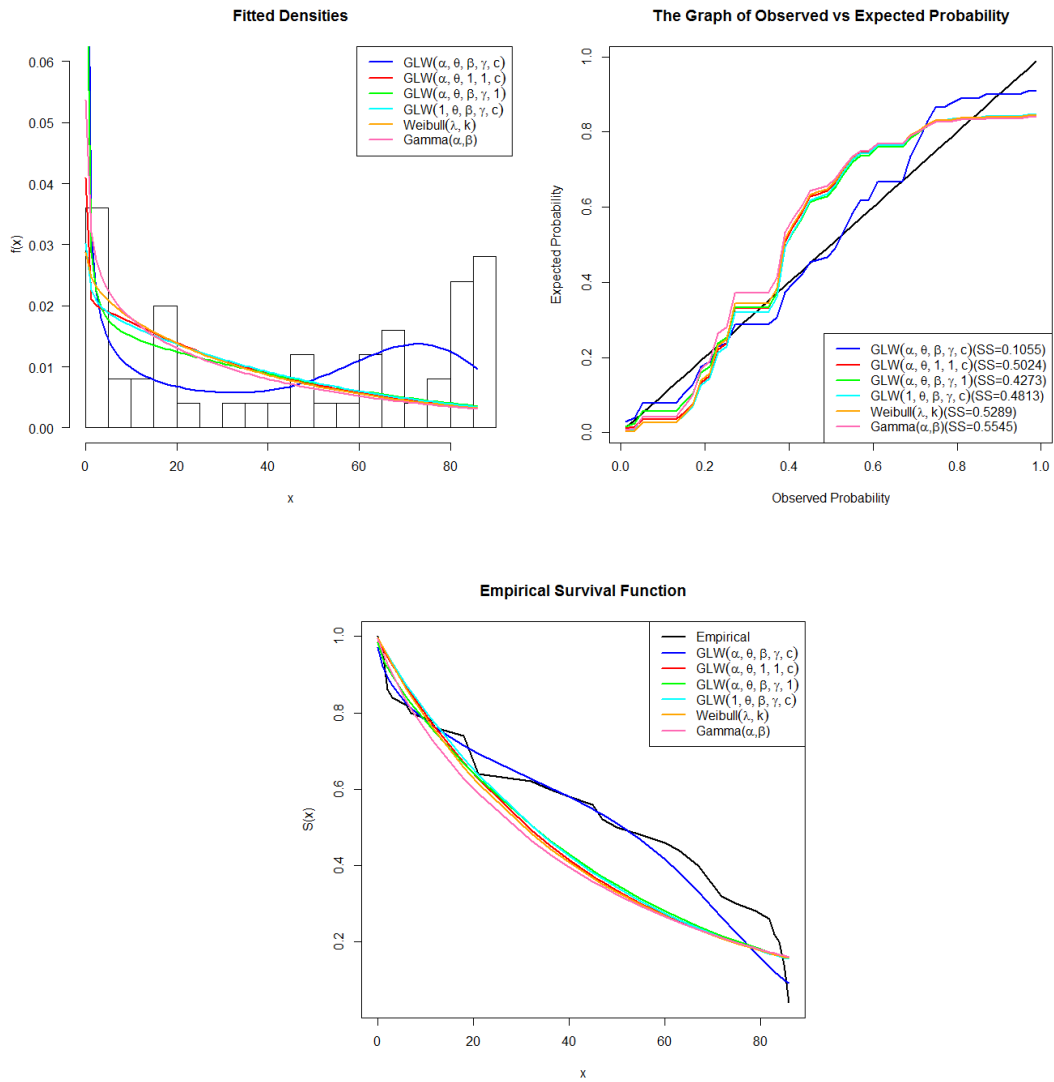 Fitted Densities
f(x)
0.06
0.05
0.04
0.03
0.02
0.01
0.00
GLW(α, θ, β, γ, c)
GLW(α, θ, 1, 1, c)
GLW(α, θ, β, γ, 1)
GLW(1, θ, β, γ, c)
Weibull(λ, k)
Gamma(α,β)
0 20 40 60 80
x
The Graph of Observed vs Expected Probability
Expected Probability
1.0
0.8
0.6
0.4
0.2
0.0
GLW(α, θ, β, γ, c)(SS=0.1055)
GLW(α, θ, 1, 1, c)(SS=0.5024)
GLW(α, θ, β, γ, 1)(SS=0.4273)
GLW(1, θ, β, γ, c)(SS=0.4813)
Weibull(λ, k)(SS=0.5289)
Gamma(α,β)(SS=0.5545)
0.0 0.2 0.4 0.6 0.8 1.0
Observed Probability
Empirical Survival Function
S(x)
1.0
0.8
0.6
0.4
0.2
Empirical
GLW(α, θ, β, γ, c)
GLW(α, θ, 1, 1, c)
GLW(α, θ, β, γ, 1)
GLW(1, θ, β, γ, c)
Weibull(λ, k)
Gamma(α,β)
0 20 40 60 80
x